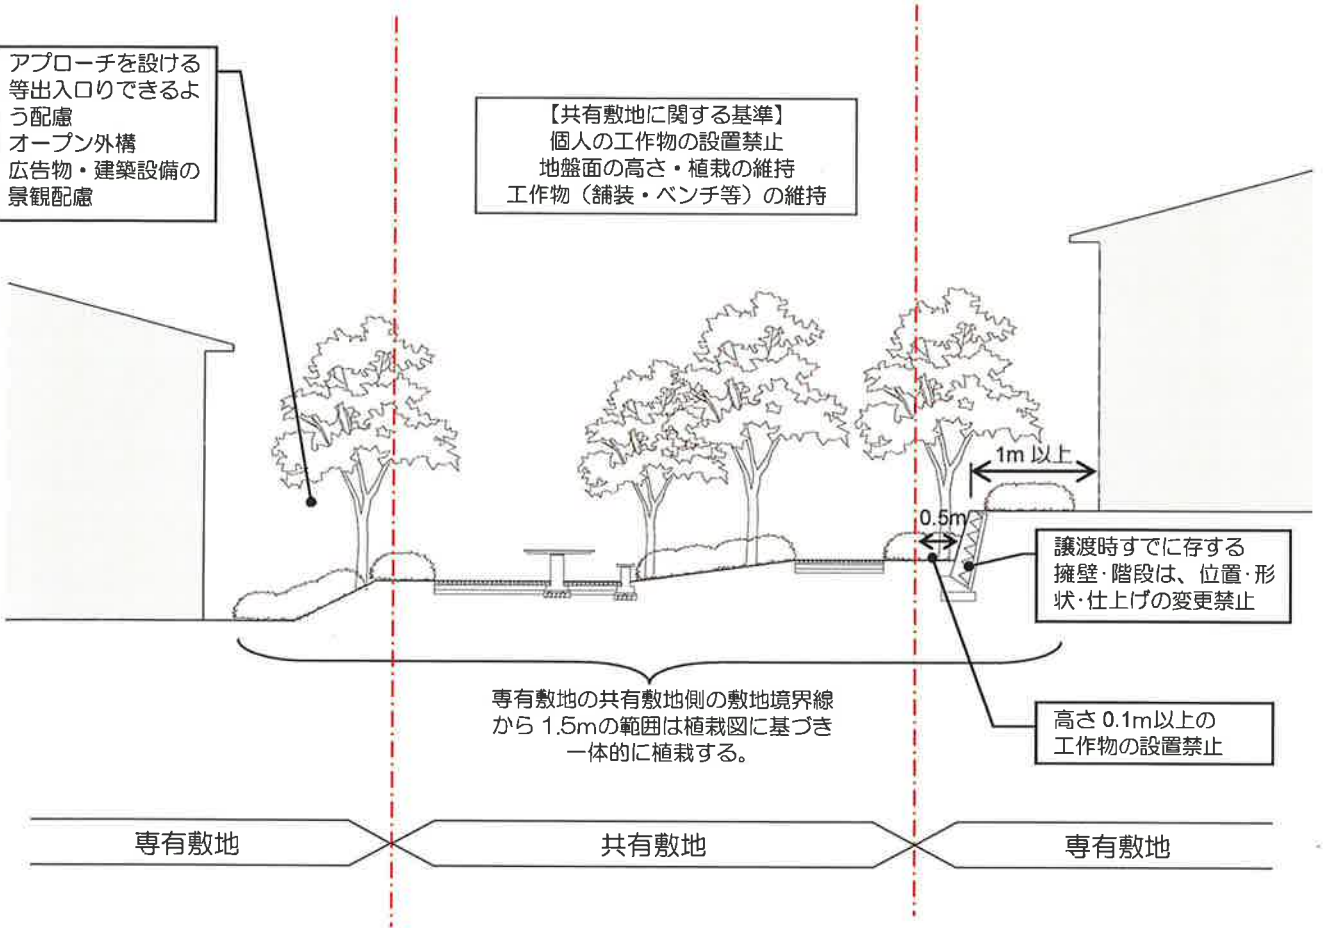 アプローチを設ける
等出入口りできるよ
う配慮
オープン外構
広告物・建築設備の
景観配慮
【共有敷地に関する基準】
個人の工作物の設置禁止
地盤面の高さ・植栽の維持
工作物（舗装・ベンチ等）の維持
1m 以上
0.5m
譲渡時すでに存する
擁壁・階段は、位置・形
状・仕上げの変更禁止
専有敷地の共有敷地側の敷地境界線
から 1.5mの範囲は植栽図に基づき
一体的に植栽する。
高さ 0.1m以上の
工作物の設置禁止
専有敷地
共有敷地
専有敷地